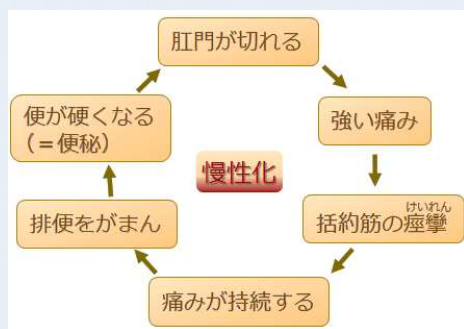 肛門が切れる
強い痛み
けいれん
括約筋の痙攣
痛みが持続する
排便をがまん
便が硬くなる
（＝便秘）
慢性化